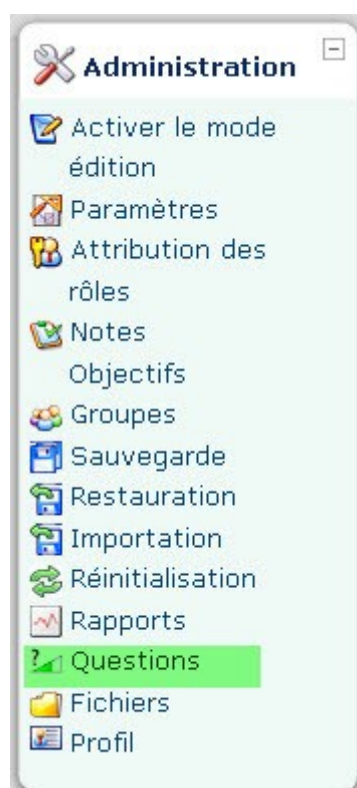 Administration
Activer le mode
édition
Paramètres
Attribution des
rôles
Notes
Objectifs
Groupes
Sauvegarde
Restauration
Importation
Réinitialisation
Rapports
Questions
Fichiers
Profil